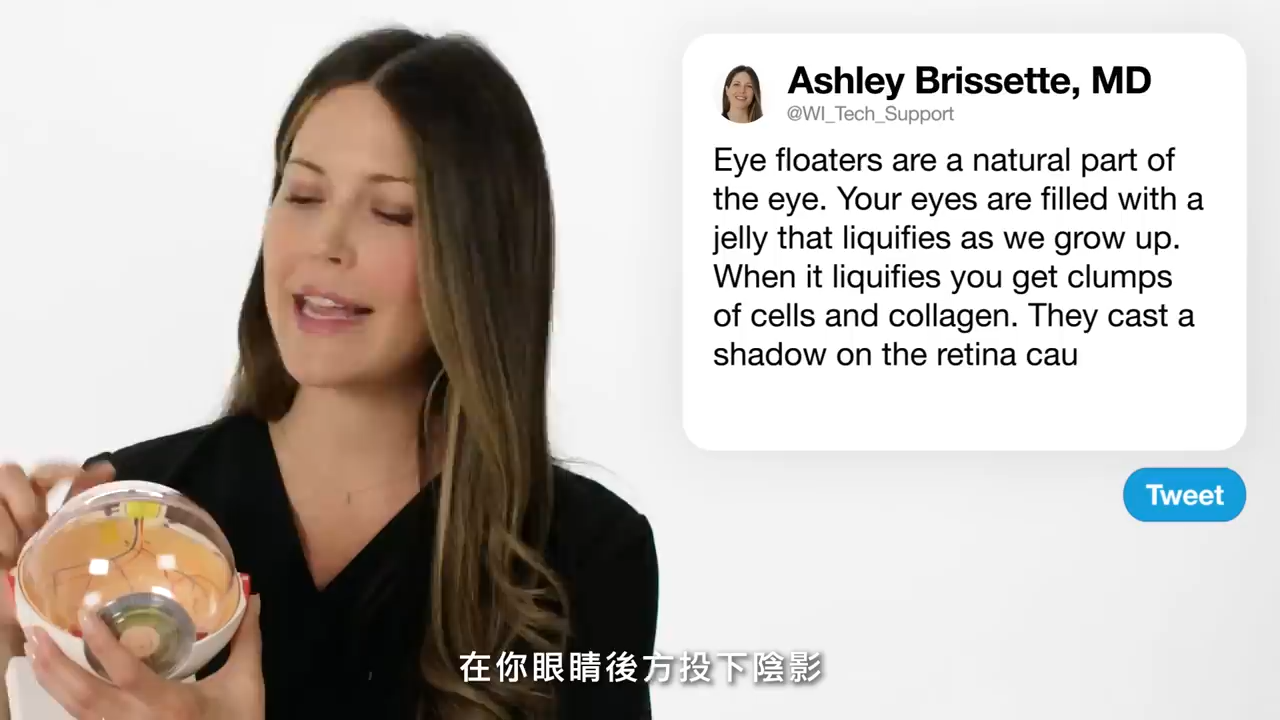 Ashley Brissette, MD
@WI_Tech_Support
Eye floaters are a natural part of
the eye. Your eyes are filled with a
jelly that liquifies as we grow up.
When it liquifies you get clumps
of cells and collagen. They cast a
shadow on the retina cau
Tweet
在你眼睛後方投下陰影